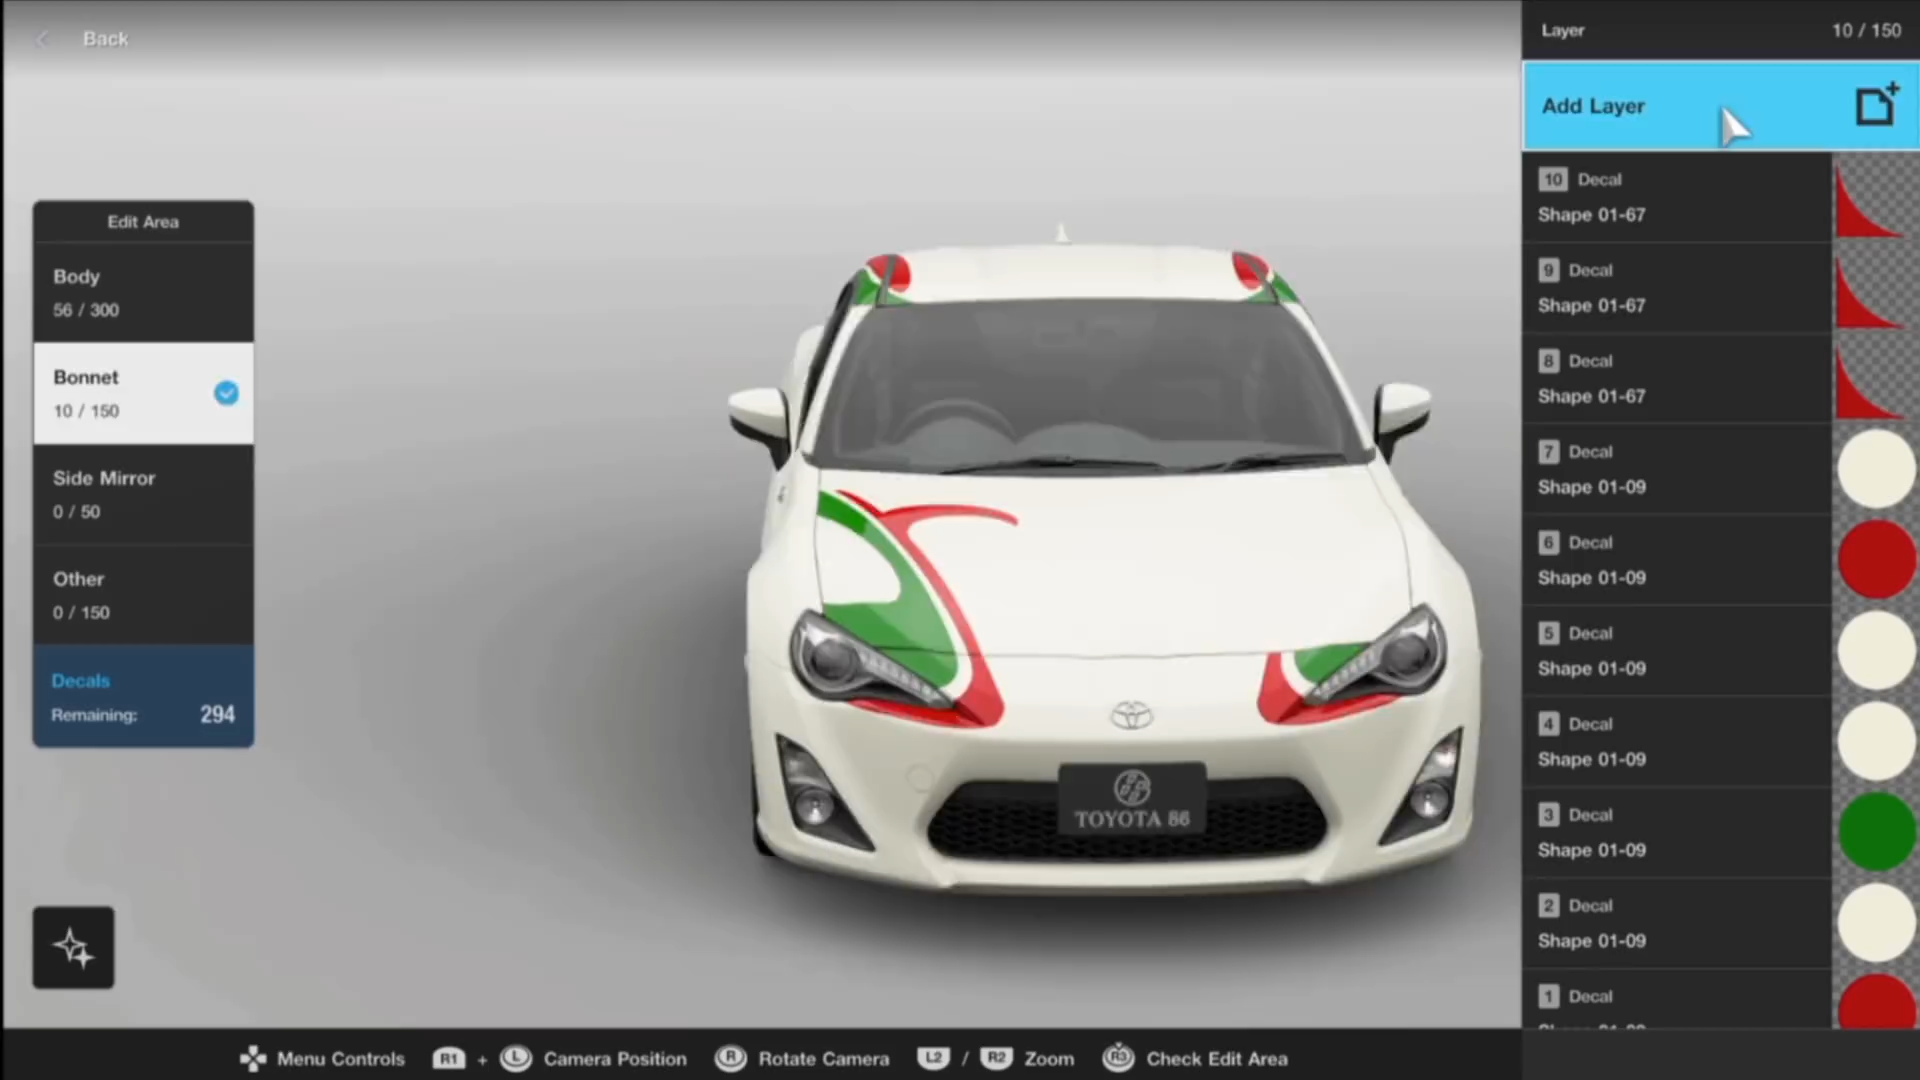 Back
Layer 10 / 150
Add Layer
Edit Area
Body
56 / 300
Bonnet
10 / 150
Side Mirror
0 / 50
Other
0 / 150
Decals
Remaining: 294
10 Decal
Shape 01-67
9 Decal
Shape 01-67
8 Decal
Shape 01-67
7 Decal
Shape 01-09
6 Decal
Shape 01-09
5 Decal
Shape 01-09
4 Decal
Shape 01-09
3 Decal
Shape 01-09
2 Decal
Shape 01-09
1 Decal
TOYOTA 86
Menu Controls R1 + L Camera Position R Rotate Camera L2 / R2 Zoom R3 Check Edit Area